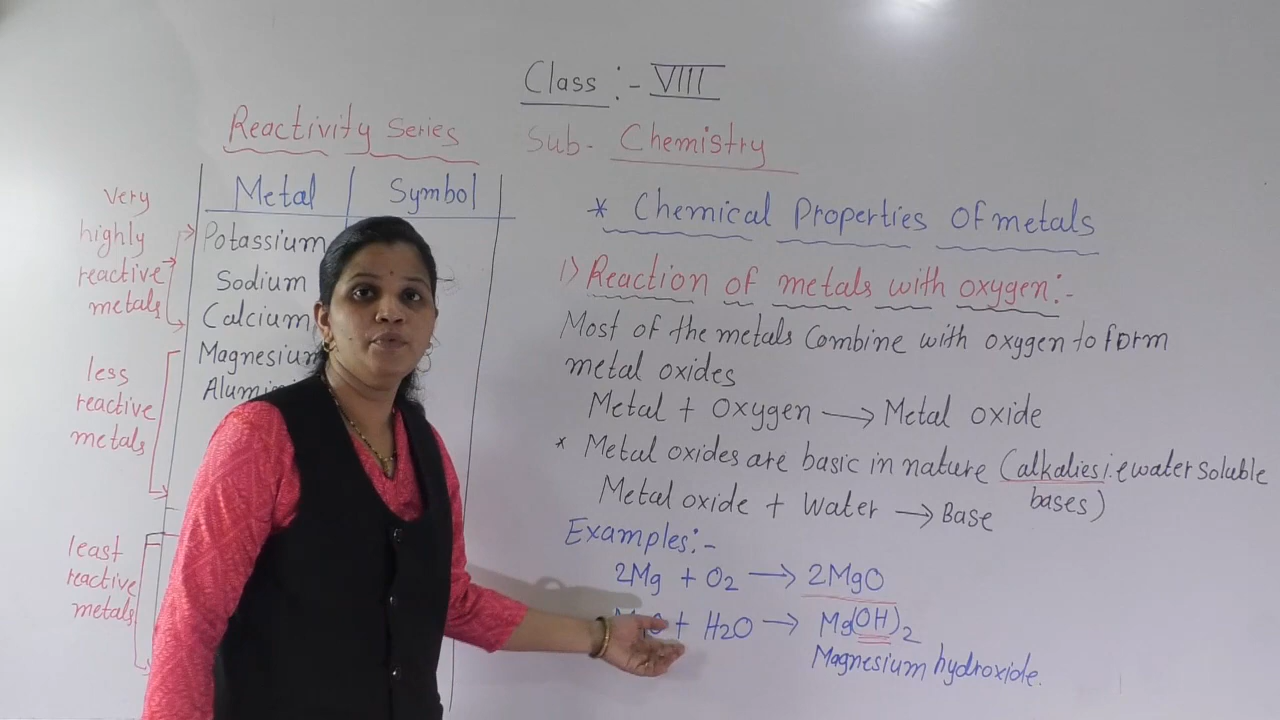 Class :- VIII
Sub- Chemistry
Reactivity Series
Metal Symbol
Potassium
Sodium
Calcium
Magnesium
very
highly
reactive
metals
less
reactive
metals
least
reactive
metals
* Chemical Properties Of metals
1) Reaction of metals with oxygen:-
Most of the metals Combine with oxygen to form
metal oxides
Metal + Oxygen → Metal oxide
* Metal oxides are basic in nature (alkalies i.e water soluble
bases)
Metal oxide + Water → Base
Examples:-
2Mg + O2 → 2MgO
+ H2O → Mg(OH)2
Magnesium hydroxide.